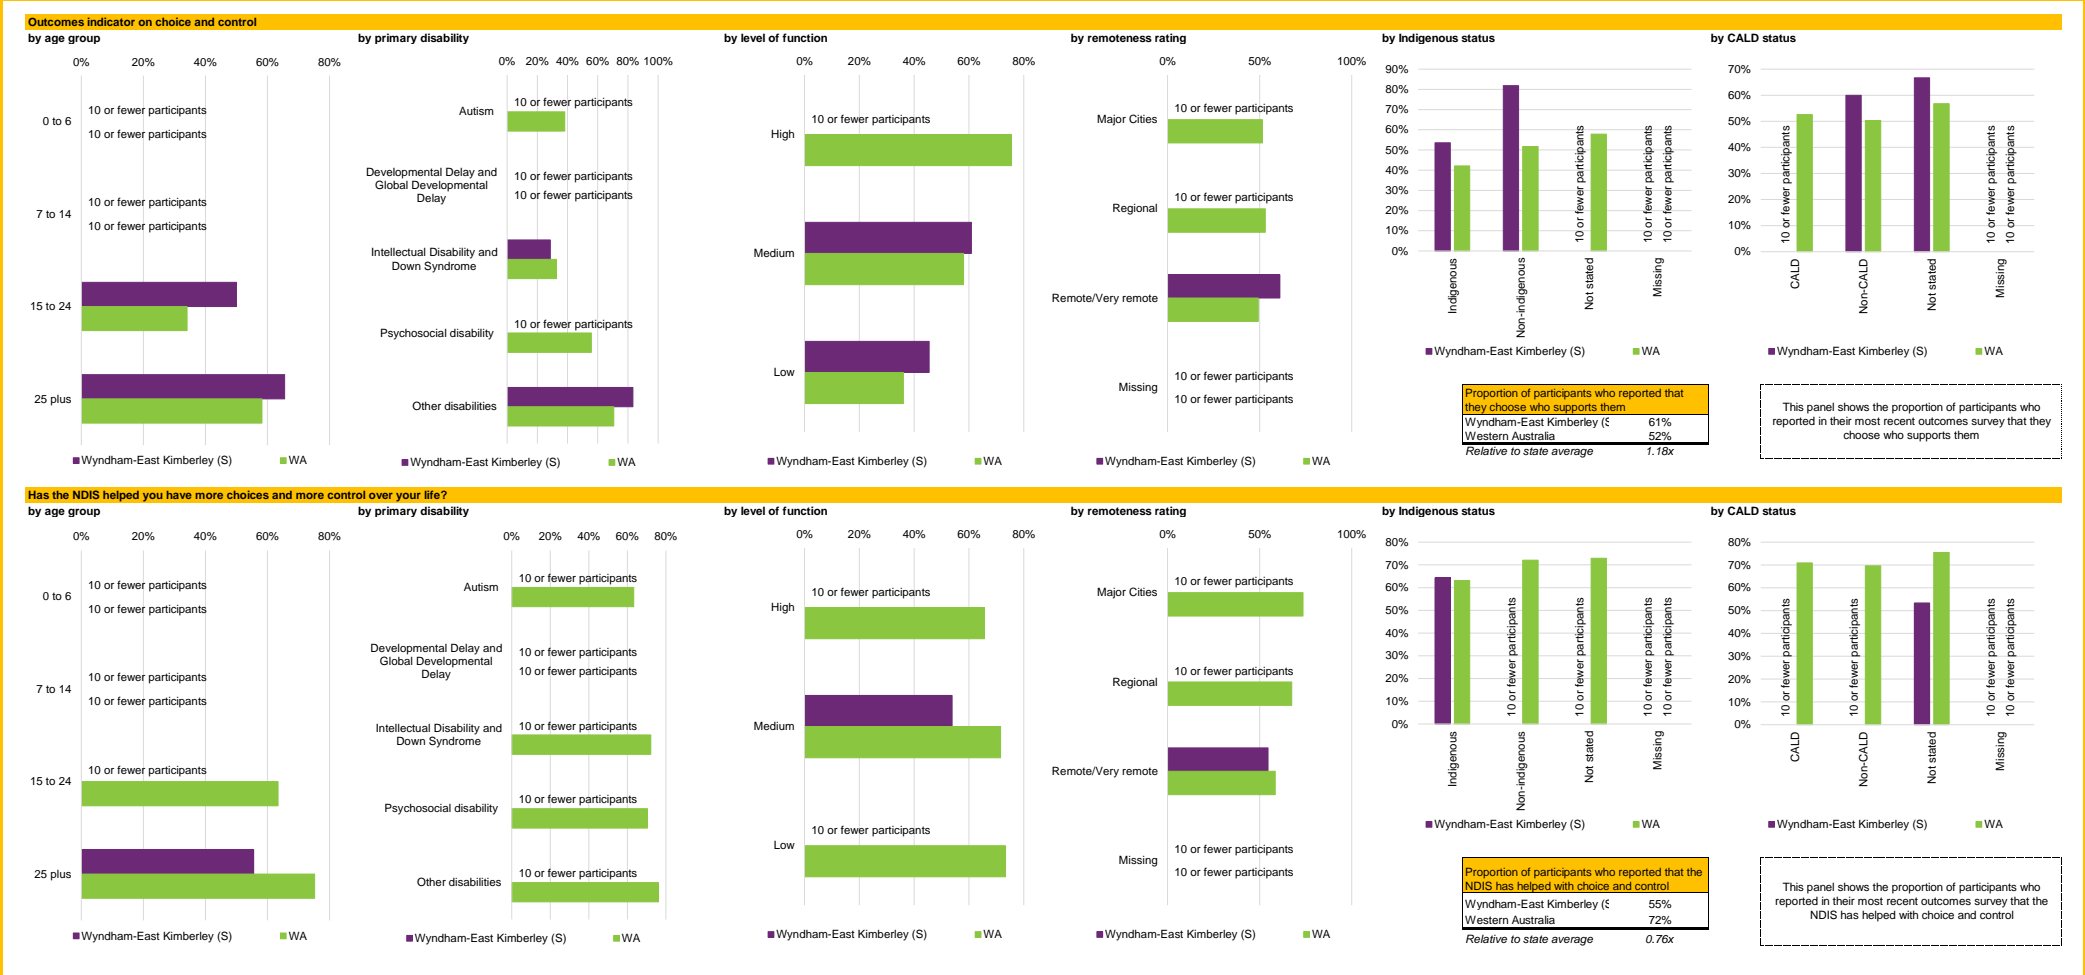 Outcomes indicator on choice and control
by age group
0% 20% 40% 60% 80%
0 to 6
10 or fewer participants
10 or fewer participants
7 to 14
10 or fewer participants
10 or fewer participants
15 to 24
25 plus
Wyndham-East Kimberley (S) WA
by primary disability
0% 20% 40% 60% 80% 100%
Autism
10 or fewer participants
Developmental Delay and
Global Developmental
Delay
10 or fewer participants
10 or fewer participants
Intellectual Disability and
Down Syndrome
Psychosocial disability
10 or fewer participants
Other disabilities
Wyndham-East Kimberley (S) WA
by level of function
0% 20% 40% 60% 80%
High
10 or fewer participants
Medium
Low
Wyndham-East Kimberley (S) WA
by remoteness rating
0% 50% 100%
Major Cities
10 or fewer participants
Regional
10 or fewer participants
Remote/Very remote
Missing
10 or fewer participants
10 or fewer participants
Wyndham-East Kimberley (S) WA
by Indigenous status
90%
80%
70%
60%
50%
40%
30%
20%
10%
0%
10 or fewer participants
10 or fewer participants
10 or fewer participants
Indigenous
Non-indigenous
Not stated
Missing
Wyndham-East Kimberley (S) WA
by CALD status
70%
60%
50%
40%
30%
20%
10%
0%
10 or fewer participants
10 or fewer participants
10 or fewer participants
CALD
Non-CALD
Not stated
Missing
Wyndham-East Kimberley (S) WA
Proportion of participants who reported that
they choose who supports them
Wyndham-East Kimberley (S 61%
Western Australia 52%
Relative to state average 1.18x
This panel shows the proportion of participants who
reported in their most recent outcomes survey that they
choose who supports them
Has the NDIS helped you have more choices and more control over your life?
by age group
0% 20% 40% 60% 80%
0 to 6
10 or fewer participants
10 or fewer participants
7 to 14
10 or fewer participants
10 or fewer participants
15 to 24
10 or fewer participants
25 plus
Wyndham-East Kimberley (S) WA
by primary disability
0% 20% 40% 60% 80%
Autism
10 or fewer participants
Developmental Delay and
Global Developmental
Delay
10 or fewer participants
10 or fewer participants
Intellectual Disability and
Down Syndrome
10 or fewer participants
Psychosocial disability
10 or fewer participants
Other disabilities
10 or fewer participants
Wyndham-East Kimberley (S) WA
by level of function
0% 20% 40% 60% 80%
High
10 or fewer participants
Medium
Low
10 or fewer participants
Wyndham-East Kimberley (S) WA
by remoteness rating
0% 50% 100%
Major Cities
10 or fewer participants
Regional
10 or fewer participants
Remote/Very remote
Missing
10 or fewer participants
10 or fewer participants
Wyndham-East Kimberley (S) WA
by Indigenous status
80%
70%
60%
50%
40%
30%
20%
10%
0%
10 or fewer participants
10 or fewer participants
10 or fewer participants
10 or fewer participants
Indigenous
Non-indigenous
Not stated
Missing
Wyndham-East Kimberley (S) WA
by CALD status
80%
70%
60%
50%
40%
30%
20%
10%
0%
10 or fewer participants
10 or fewer participants
10 or fewer participants
10 or fewer participants
CALD
Non-CALD
Not stated
Missing
Wyndham-East Kimberley (S) WA
Proportion of participants who reported that the
NDIS has helped with choice and control
Wyndham-East Kimberley (S 55%
Western Australia 72%
Relative to state average 0.76x
This panel shows the proportion of participants who
reported in their most recent outcomes survey that the
NDIS has helped with choice and control